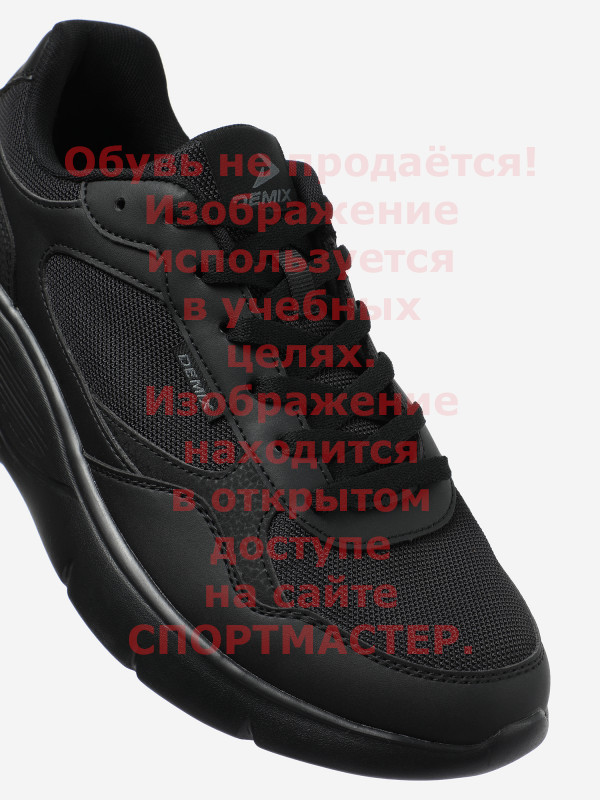 Обувь не продаётся!
Изображение
используется
в учебных
целях.
Изображение
находится
в открытом
доступе
на сайте
СПОРТМАСТЕР.
DEMIX
DEMIX